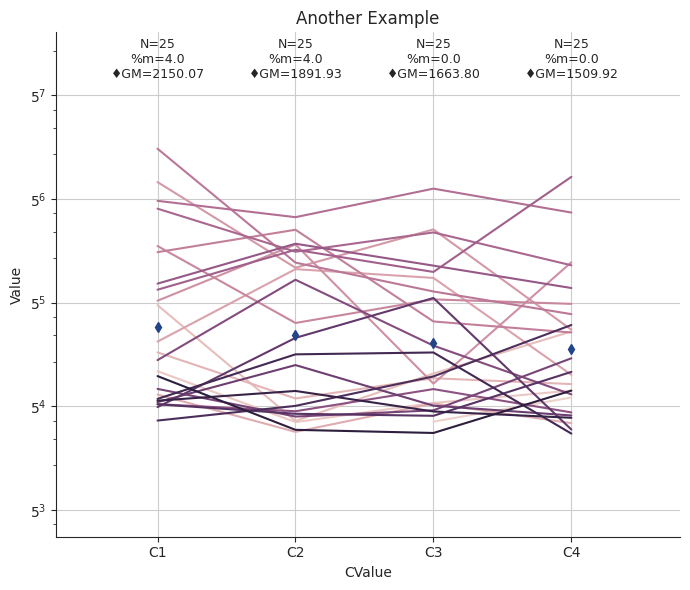 Another Example
N=25 N=25 N=25 N=25
%m=4.0 %m=4.0 %m=0.0 %m=0.0
♦GM=2150.07 ♦GM=1891.93 ♦GM=1663.80 ♦GM=1509.92
5⁷
5⁶
5⁵
5⁴
5³
Value
C1 C2 C3 C4
CValue